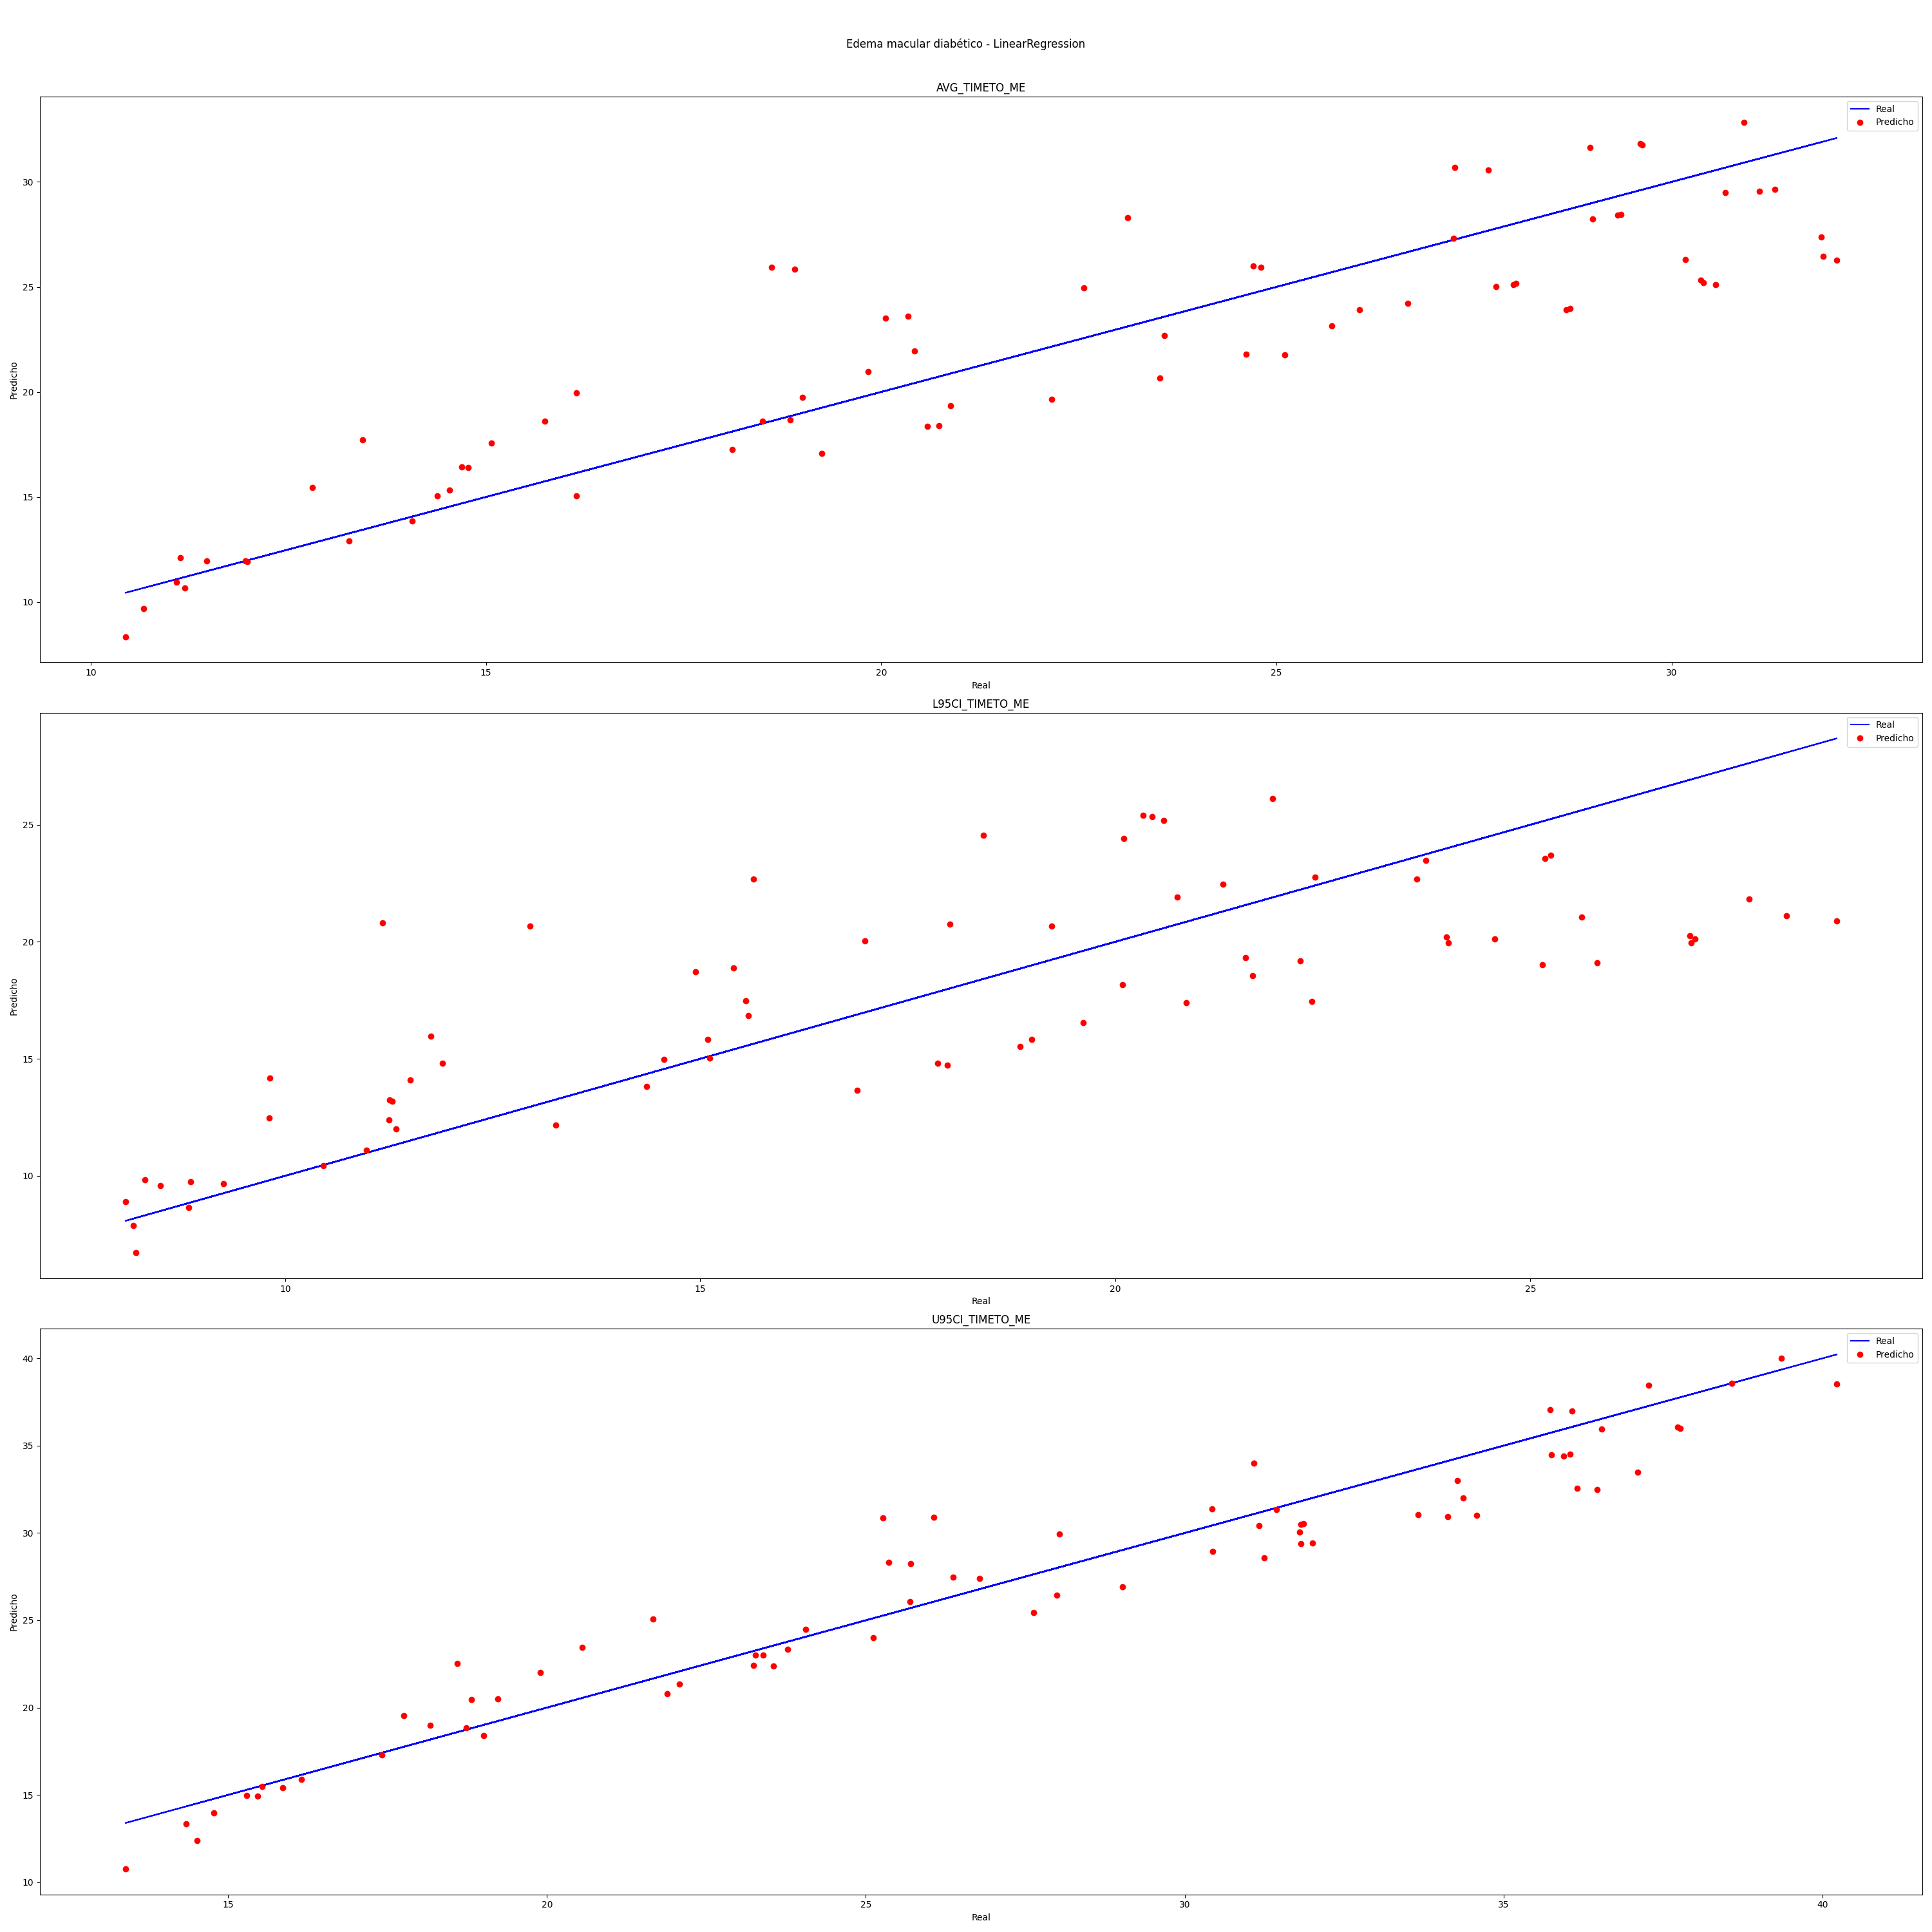 Edema macular diabético - LinearRegression
AVG_TIMETO_ME
Real
Predicho
30
25
20
15
10
Predicho
10 15 20 25 30
Real
L95CI_TIMETO_ME
Real
Predicho
25
20
15
10
Predicho
10 15 20 25
Real
U95CI_TIMETO_ME
Real
Predicho
40
35
30
25
20
15
10
Predicho
15 20 25 30 35 40
Real